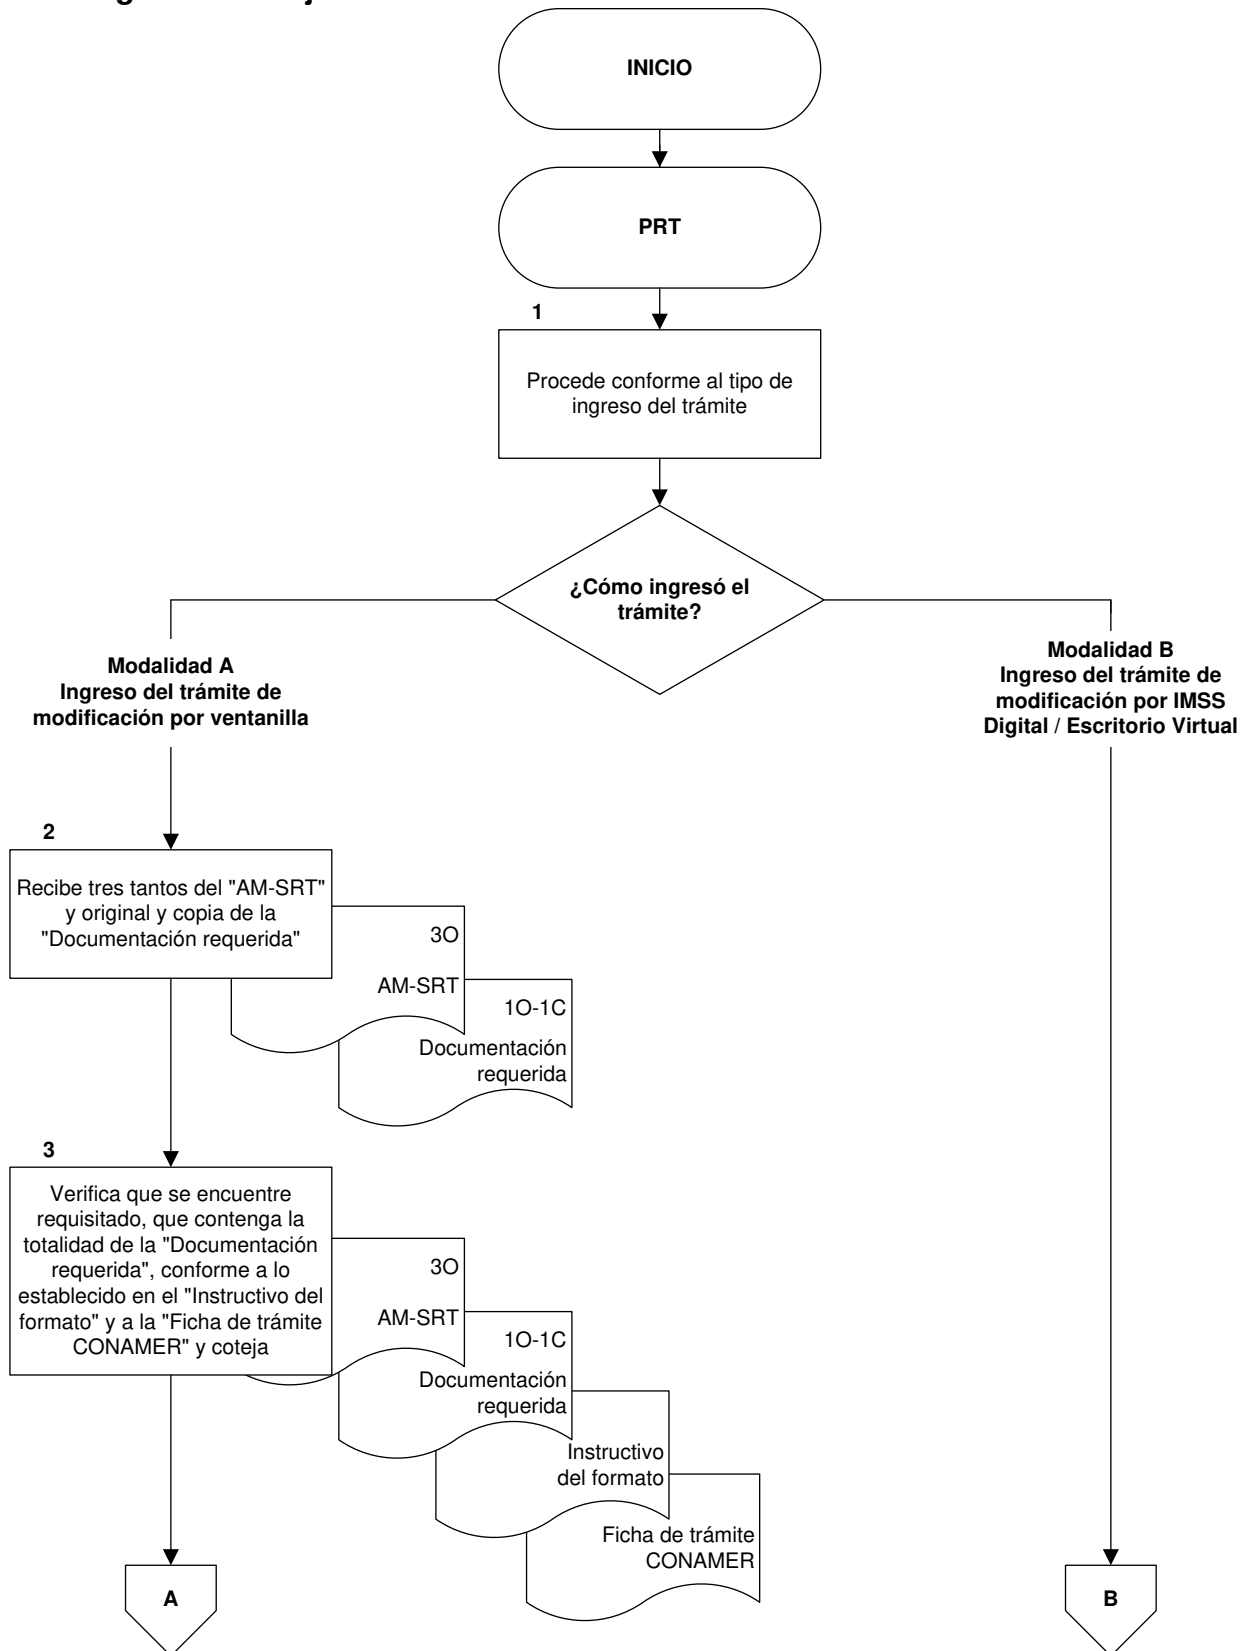 INICIO
PRT
1
Procede conforme al tipo de
ingreso del trámite
¿Cómo ingresó el
trámite?
Modalidad A
Ingreso del trámite de
modificación por ventanilla
Modalidad B
Ingreso del trámite de
modificación por IMSS
Digital / Escritorio Virtual
2
Recibe tres tantos del "AM-SRT"
y original y copia de la
"Documentación requerida"
3O
AM-SRT
1O-1C
Documentación
requerida
3
Verifica que se encuentre
requisitado, que contenga la
totalidad de la "Documentación
requerida", conforme a lo
establecido en el "Instructivo del
formato" y a la "Ficha de trámite
CONAMER" y coteja
3O
AM-SRT
1O-1C
Documentación
requerida
Instructivo
del formato
Ficha de trámite
CONAMER
A
B